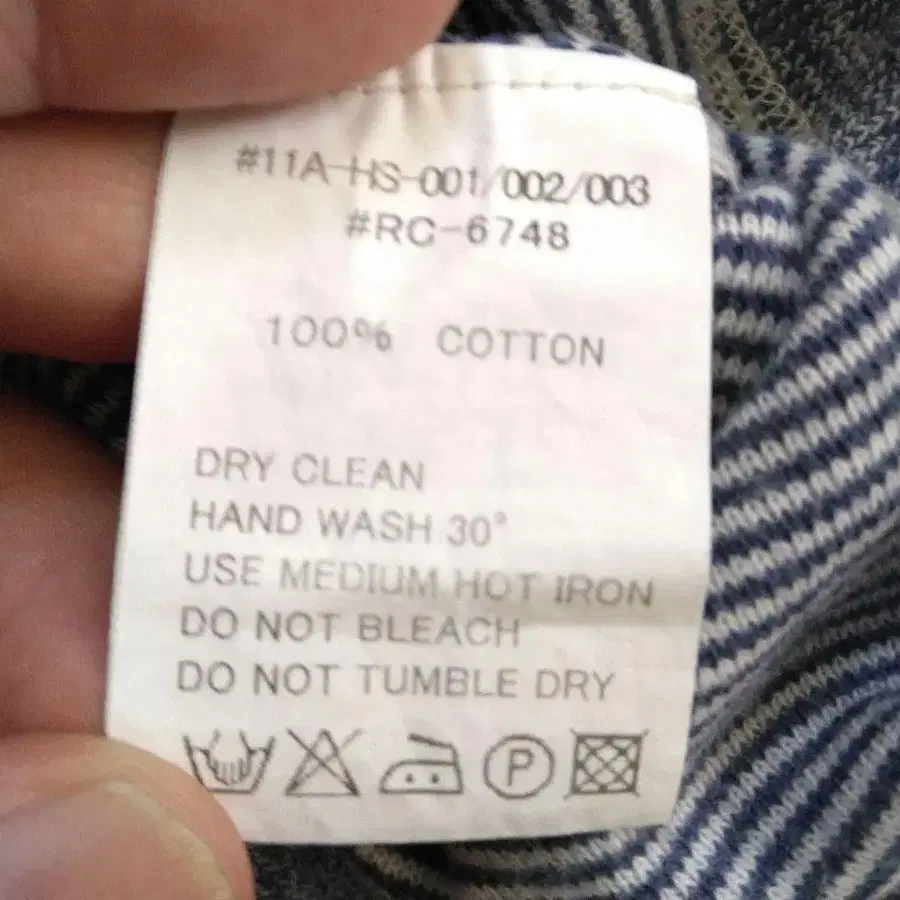 #11A-HS-001/002/003
#RC-6748
100% COTTON
DRY CLEAN
HAND WASH 30°
USE MEDIUM HOT IRON
DO NOT BLEACH
DO NOT TUMBLE DRY
P